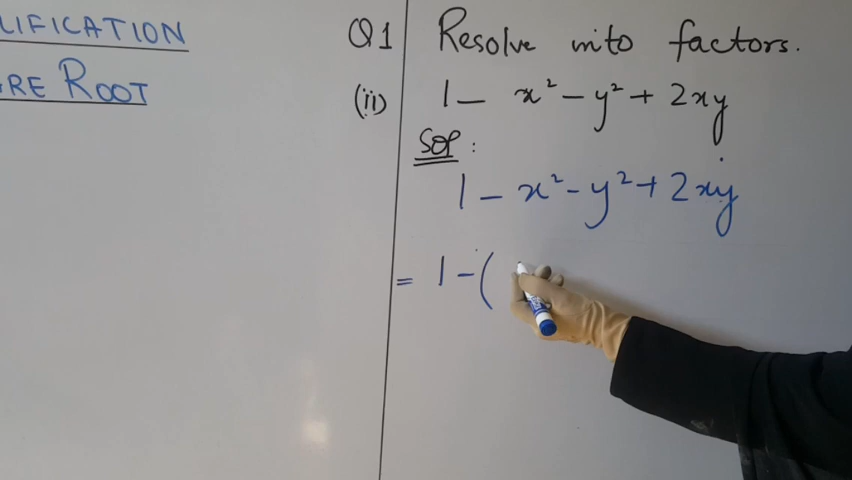 LIFICATION
RE ROOT
Q1 Resolve into factors.
(ii) 1 - x² - y² + 2xy
Sol :
1 - x² - y² + 2xy
= 1 - (